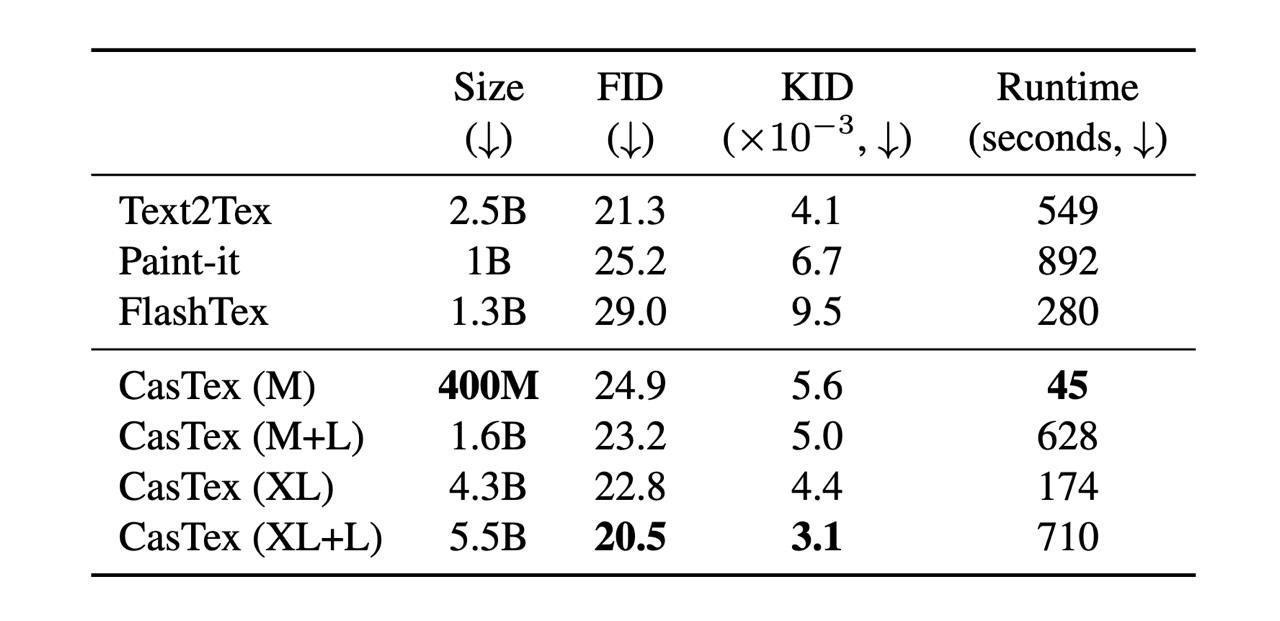 Size FID KID Runtime
(↓) (↓) (×10⁻³, ↓) (seconds, ↓)
Text2Tex 2.5B 21.3 4.1 549
Paint-it 1B 25.2 6.7 892
FlashTex 1.3B 29.0 9.5 280
CasTex (M) 400M 24.9 5.6 45
CasTex (M+L) 1.6B 23.2 5.0 628
CasTex (XL) 4.3B 22.8 4.4 174
CasTex (XL+L) 5.5B 20.5 3.1 710